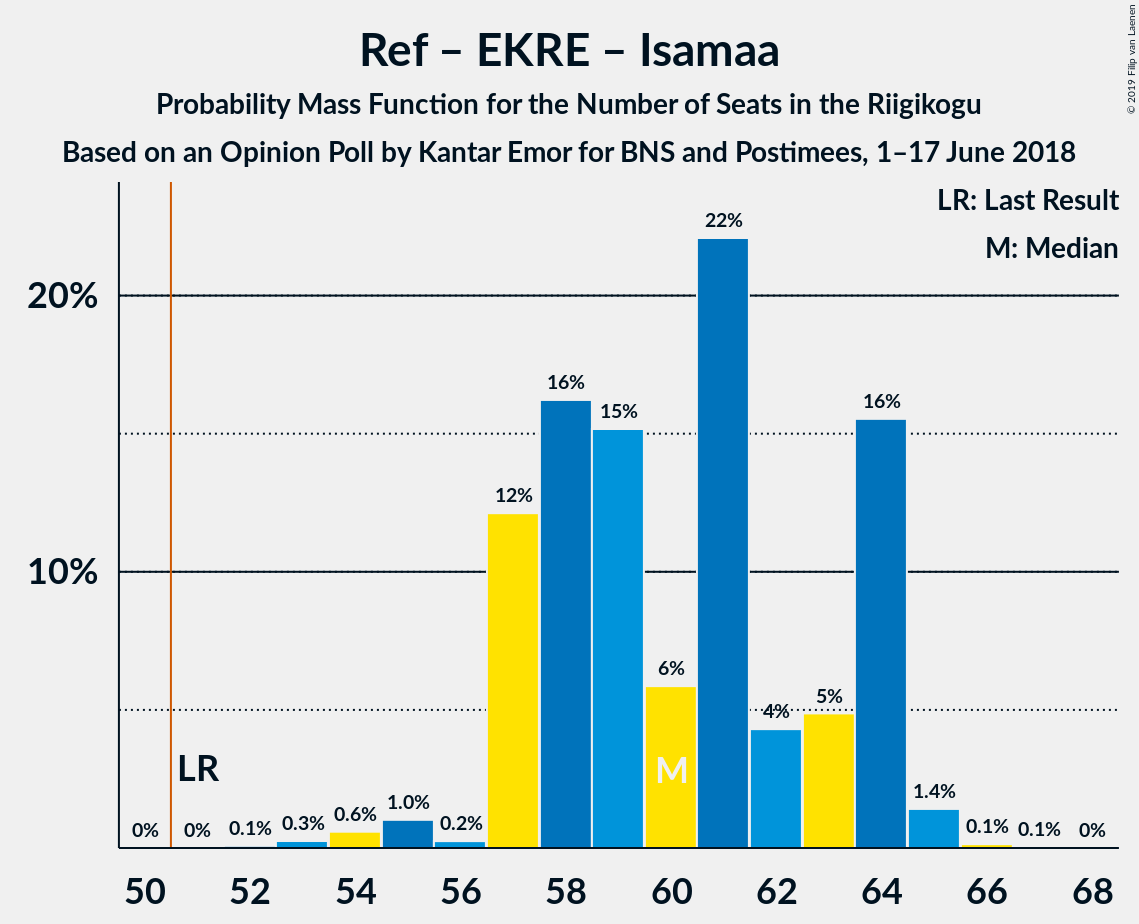 Ref – EKRE – Isamaa
Probability Mass Function for the Number of Seats in the Riigikogu
Based on an Opinion Poll by Kantar Emor for BNS and Postimees, 1–17 June 2018
© 2019 Filip van Laenen
LR: Last Result
M: Median
20%
10%
0% 0% 0.1% 0.3% 0.6% 1.0% 0.2% 12% 16% 15% 6% 22% 4% 5% 16% 1.4% 0.1% 0.1% 0%
LR
M
50 52 54 56 58 60 62 64 66 68